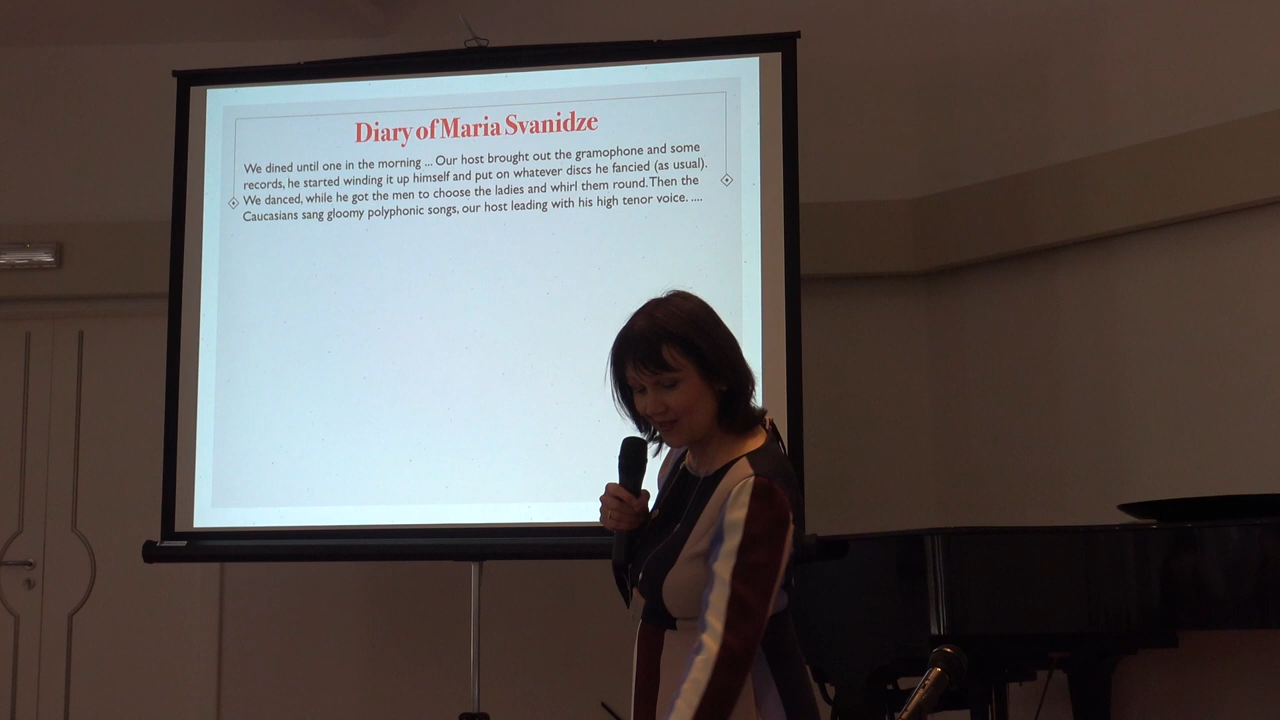 Diary of Maria Svanidze
We dined until one in the morning ... Our host brought out the gramophone and some
records, he started winding it up himself and put on whatever discs he fancied (as usual).
We danced, while he got the men to choose the ladies and whirl them round. Then the
Caucasians sang gloomy polyphonic songs, our host leading with his high tenor voice. ....